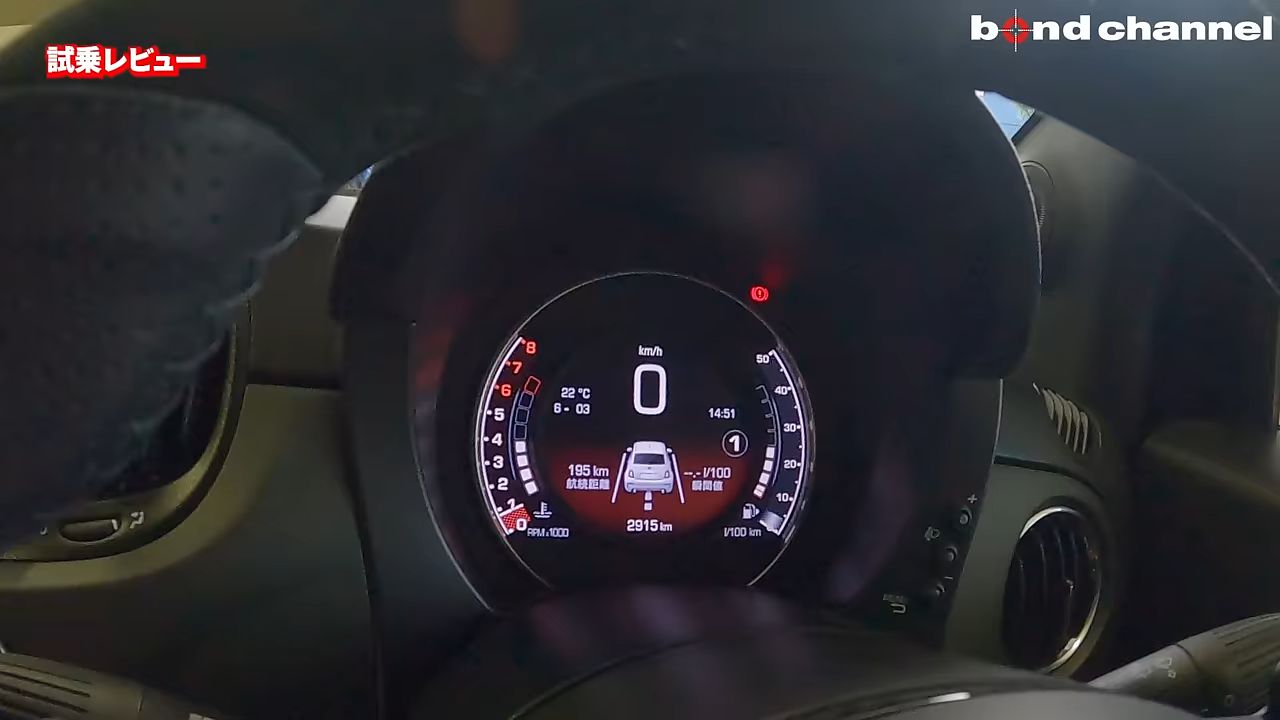 bond channel
試乗レビュー
km/h
0
22 °C
6 - 03
14:51
1
195 km
航続距離
--.- l/100
瞬間値
2915 km
8
7
6
5
4
3
2
1
0
RPM x1000
50
40
30
20
10
l/100 km
+
-
MENU